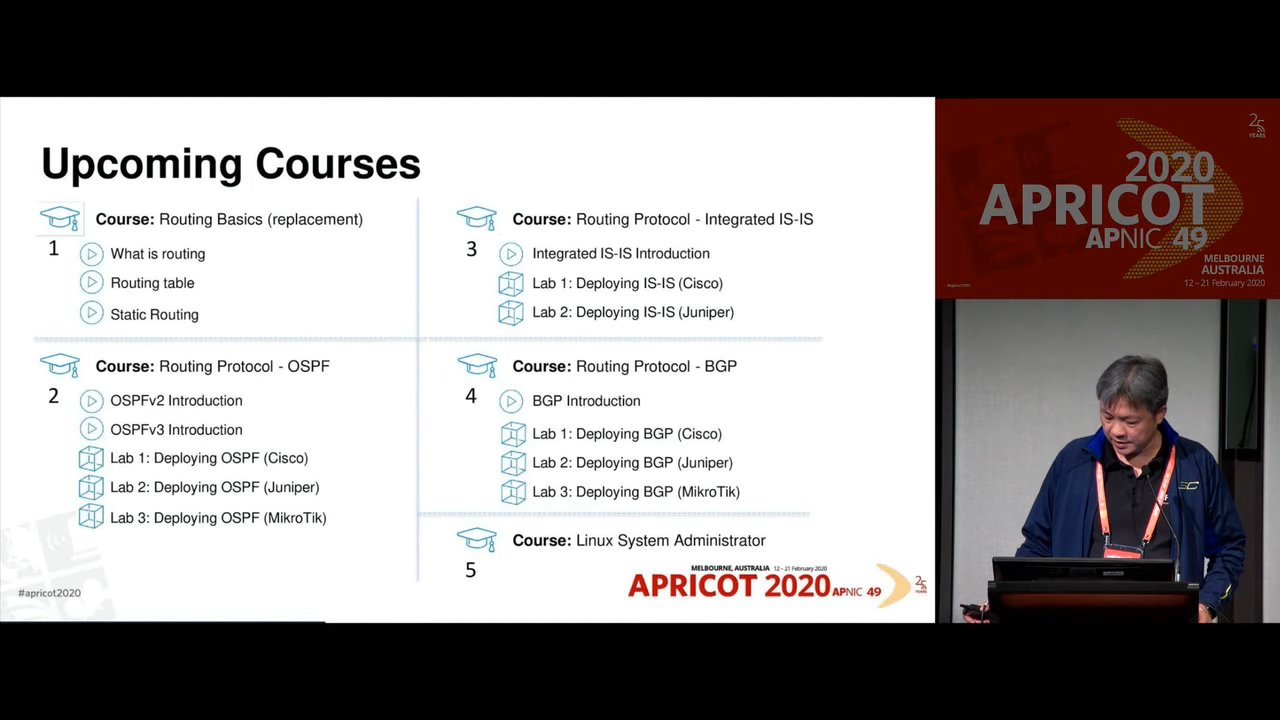 Upcoming Courses
Course: Routing Basics (replacement)
1
What is routing
Routing table
Static Routing
Course: Routing Protocol - OSPF
2
OSPFv2 Introduction
OSPFv3 Introduction
Lab 1: Deploying OSPF (Cisco)
Lab 2: Deploying OSPF (Juniper)
Lab 3: Deploying OSPF (MikroTik)
Course: Routing Protocol - Integrated IS-IS
3
Integrated IS-IS Introduction
Lab 1: Deploying IS-IS (Cisco)
Lab 2: Deploying IS-IS (Juniper)
Course: Routing Protocol - BGP
4
BGP Introduction
Lab 1: Deploying BGP (Cisco)
Lab 2: Deploying BGP (Juniper)
Lab 3: Deploying BGP (MikroTik)
Course: Linux System Administrator
5
#apricot2020
MELBOURNE, AUSTRALIA 12 – 21 February 2020
APRICOT 2020 APNIC 49
25
YEARS
25
YEARS
2020
APRICOT
APNIC 49
MELBOURNE
AUSTRALIA
12 – 21 February 2020